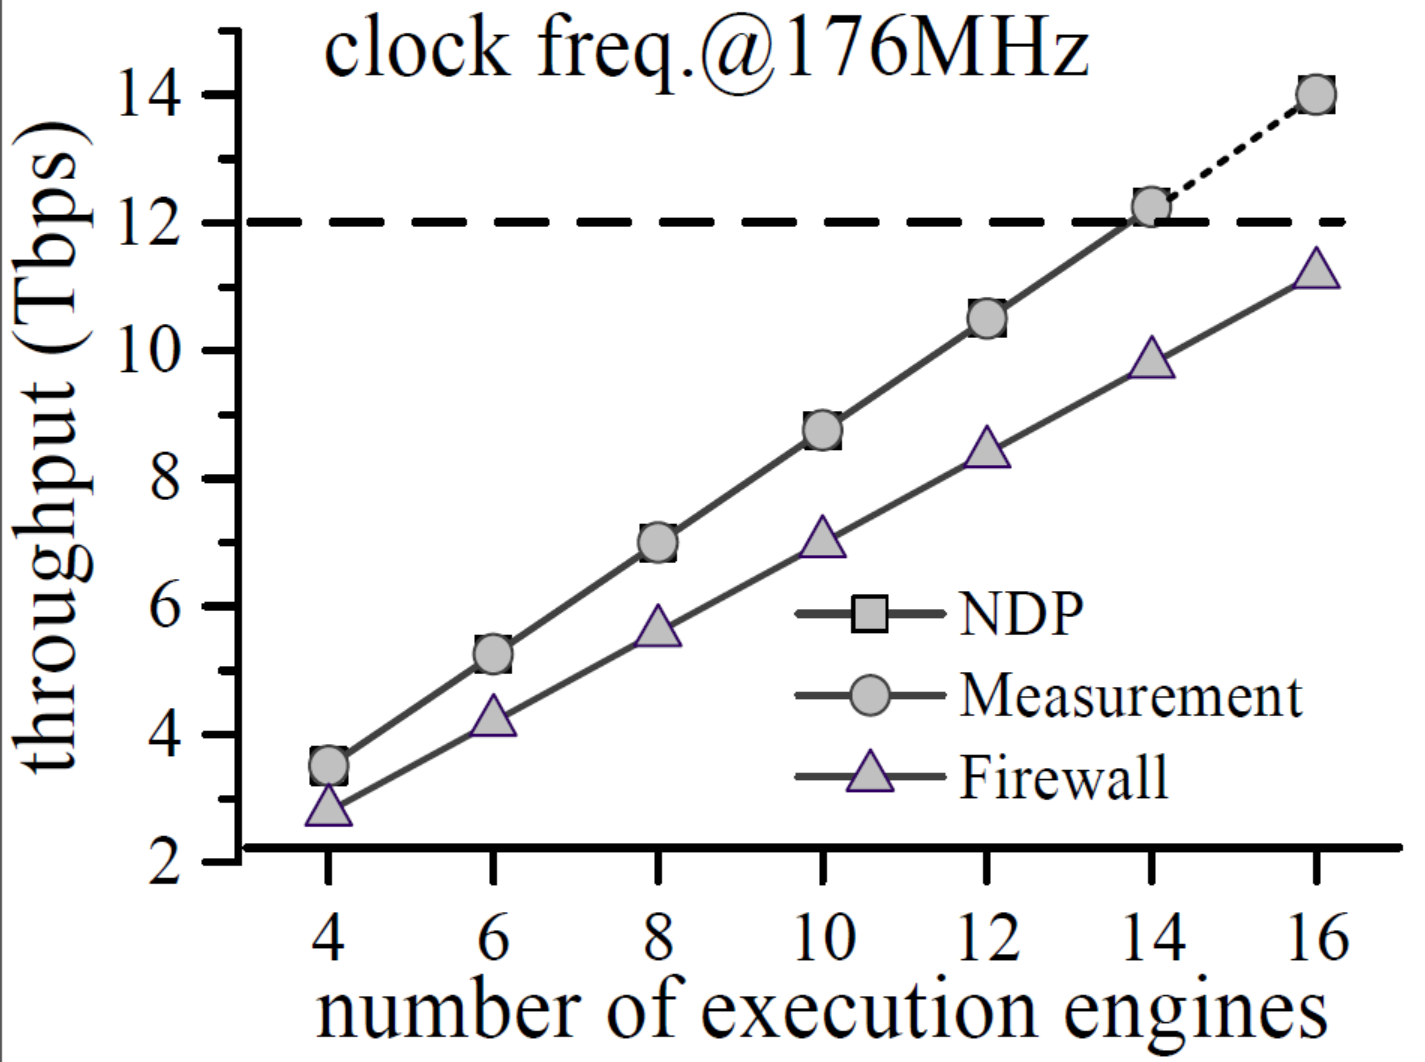 clock freq.@176MHz
throughput (Tbps)
14
12
10
8
6
4
2
NDP
Measurement
Firewall
4 6 8 10 12 14 16
number of execution engines